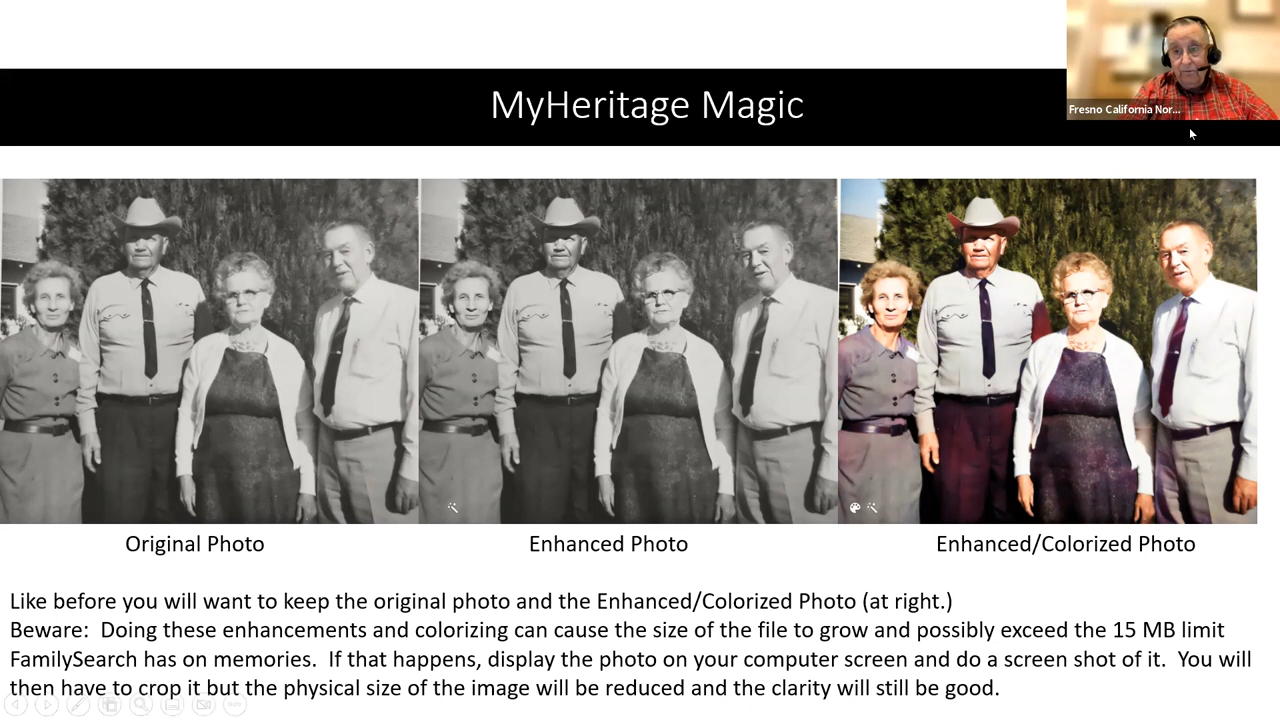 MyHeritage Magic
Fresno California Nor...
Original Photo
Enhanced Photo
Enhanced/Colorized Photo
Like before you will want to keep the original photo and the Enhanced/Colorized Photo (at right.)
Beware:  Doing these enhancements and colorizing can cause the size of the file to grow and possibly exceed the 15 MB limit
FamilySearch has on memories.  If that happens, display the photo on your computer screen and do a screen shot of it.  You will
then have to crop it but the physical size of the image will be reduced and the clarity will still be good.